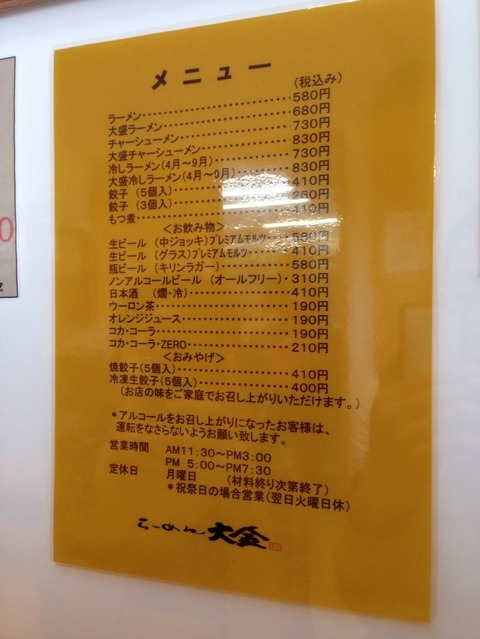 メニュー
(税込み)
ラーメン 580円
大盛ラーメン 680円
チャーシューメン 730円
大盛チャーシューメン 830円
冷しラーメン(4月～9月) 730円
大盛冷しラーメン(4月～9月) 830円
餃子 (5個入) 410円
餃子 (3個入) 260円
もつ煮 410円
<お飲み物>
生ビール (中ジョッキ)プレミアムモルツ 580円
生ビール (グラス)プレミアムモルツ 410円
瓶ビール (キリンラガー) 580円
ノンアルコールビール (オールフリー) 310円
日本酒 (燗・冷) 410円
ウーロン茶 190円
オレンジジュース 190円
コカ・コーラ 190円
コカ・コーラ・ZERO 210円
<おみやげ>
焼餃子(5個入) 410円
冷凍生餃子(5個入) 400円
(お店の味をご家庭でお召し上がりいただけます。)
*アルコールをお召し上がりになったお客様は、
運転をなさらないようお願い致します。
営業時間 AM11:30～PM3:00
PM 5:00～PM7:30
(材料終り次第終了)
定休日 月曜日
*祝祭日の場合営業(翌日火曜日休)
らーめん 大金